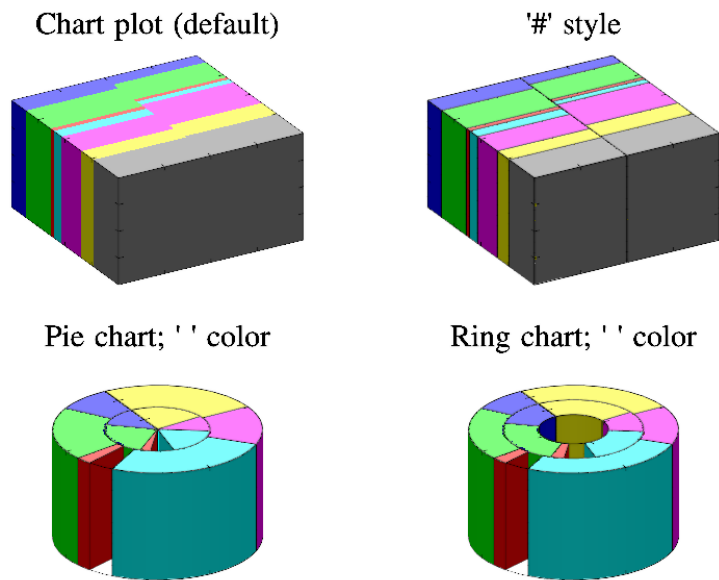 Chart plot (default)
'#' style
Pie chart; ' ' color
Ring chart; ' ' color